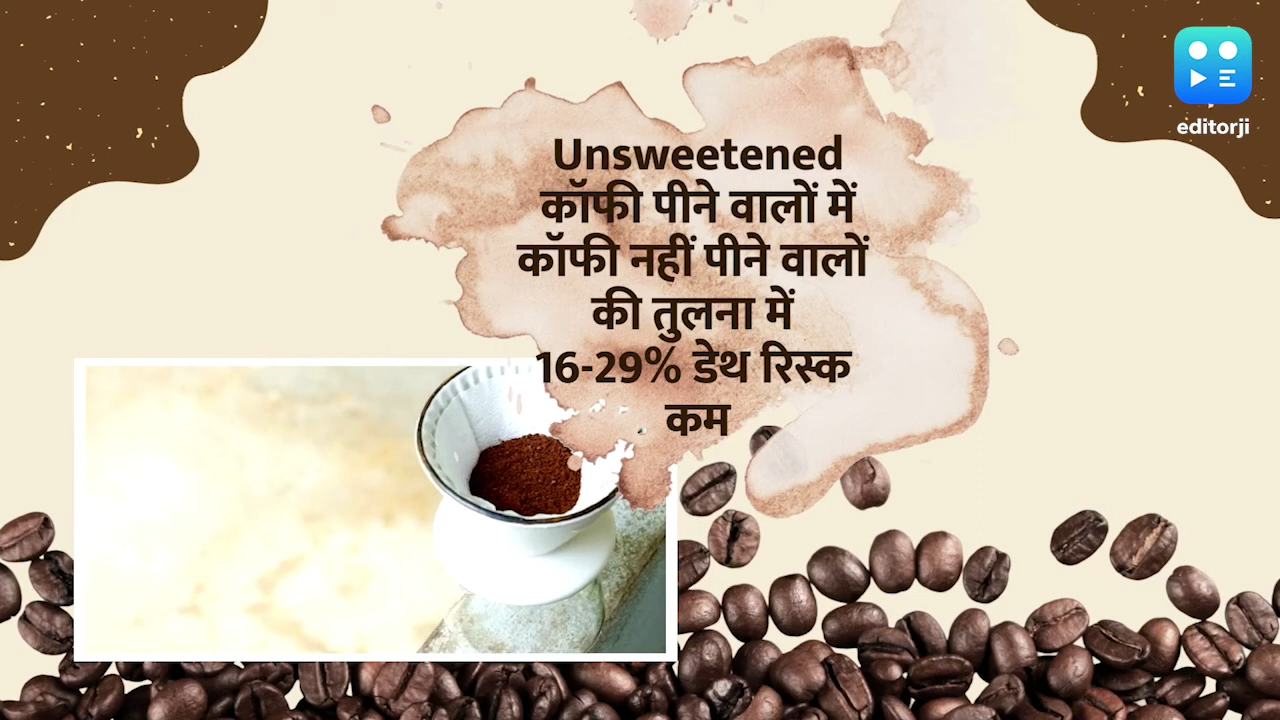 editorji
Unsweetened
कॉफी पीने वालों में
कॉफी नहीं पीने वालों
की तुलना में
16-29% डेथ रिस्क
कम